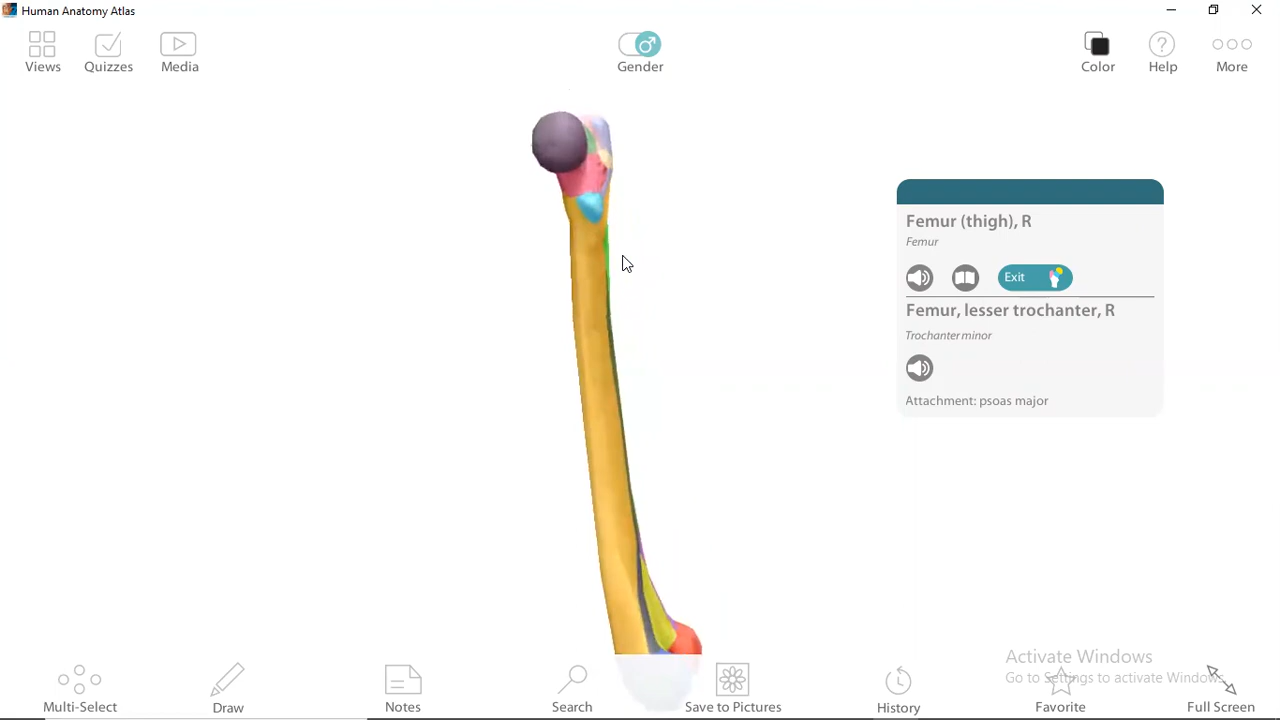 Human Anatomy Atlas
Views
Quizzes
Media
Gender
Color
Help
More
Femur (thigh), R
Femur
Exit
Femur, lesser trochanter, R
Trochanter minor
Attachment: psoas major
Activate Windows
Go to Settings to activate Windows.
Multi-Select
Draw
Notes
Search
Save to Pictures
History
Favorite
Full Screen